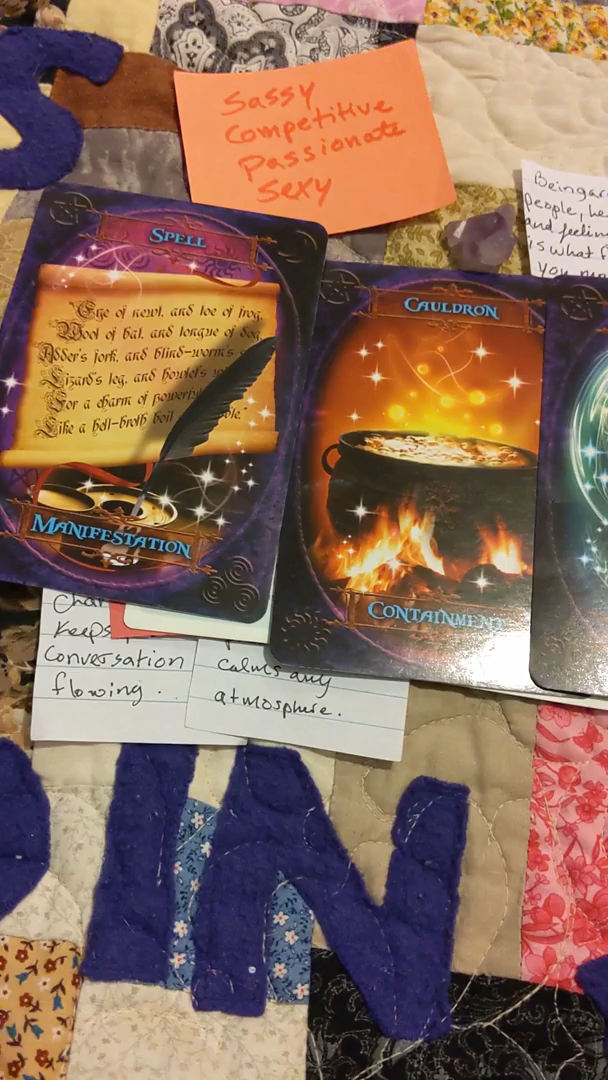 S
Sassy
Competitive
Passionate
Sexy
Being
People, he
and feelin
is what f
You
SPELL
"Eye of newt, and toe of frog,
Wool of bat, and tongue of dog,
Adder's fork, and blind-worm's
Lizard's leg, and howlet's
For a charm of powerful
Like a hell-broth boil
MANIFESTATION
CAULDRON
CONTAINMENT
Keeps
Conversation
flowing.
calms any
atmosphere.
IN